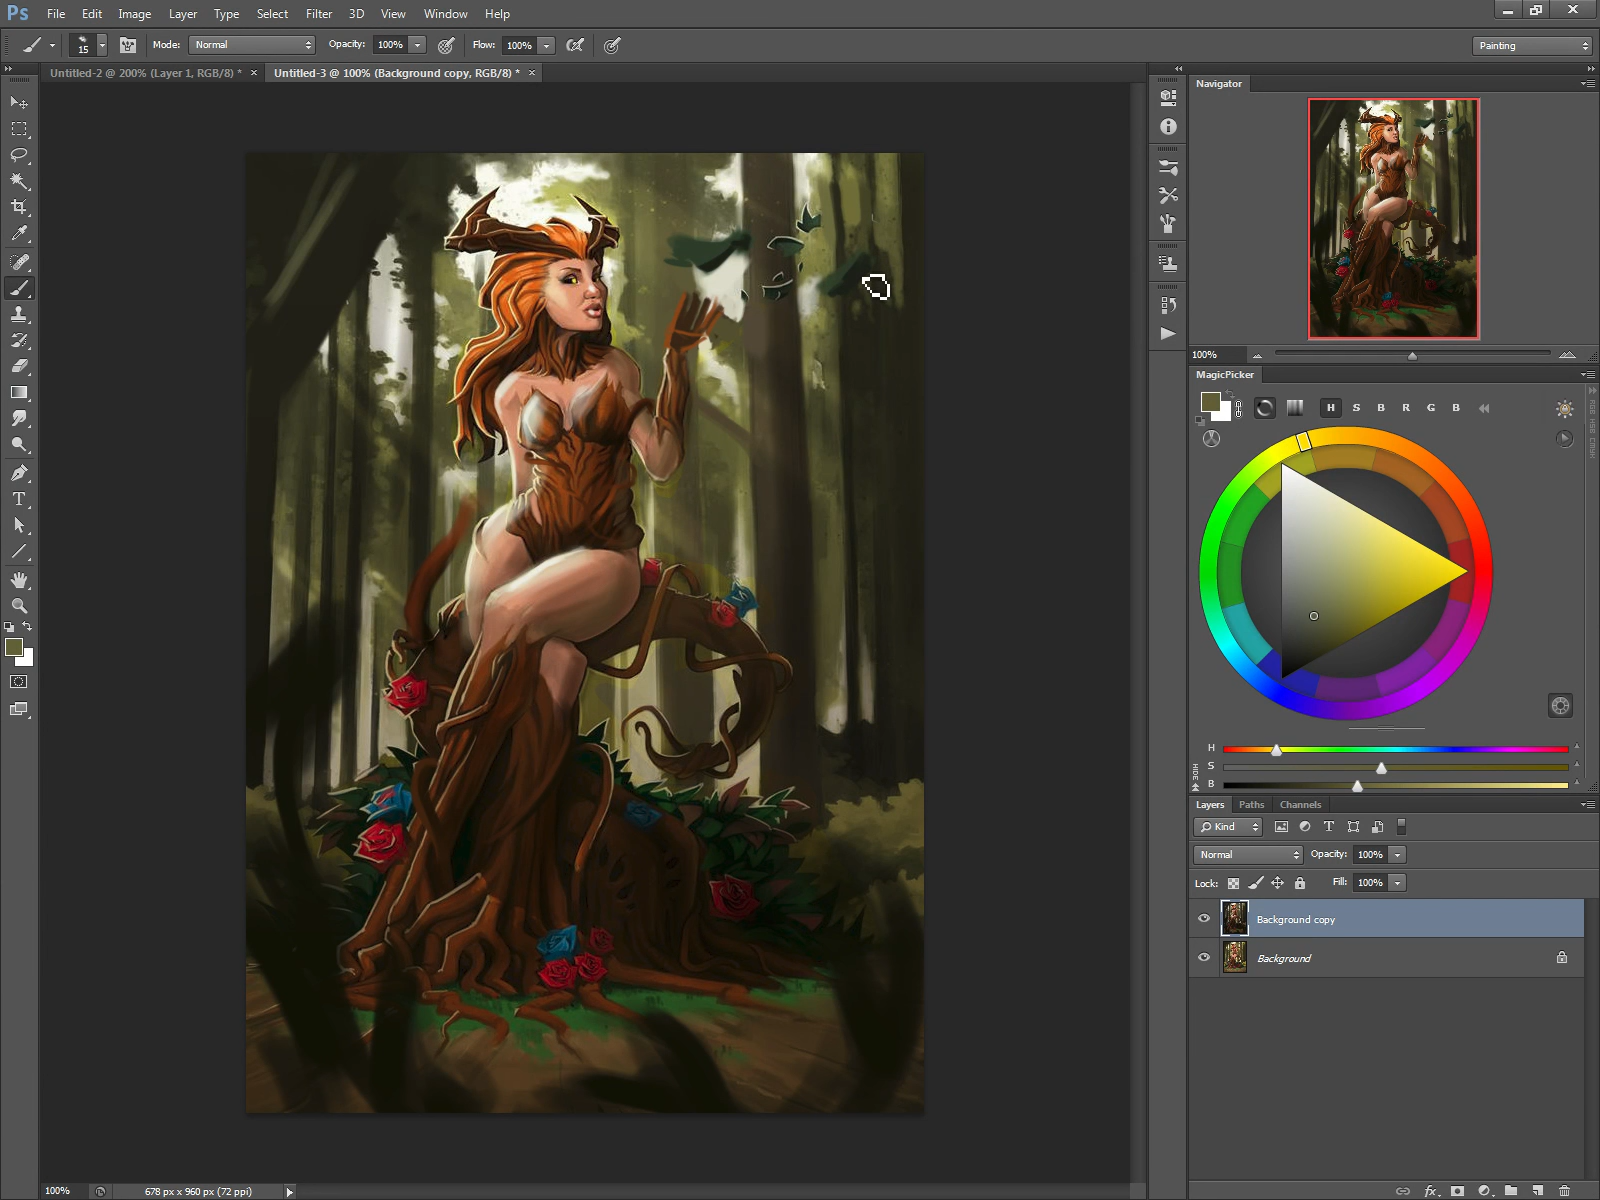 Ps File Edit Image Layer Type Select Filter 3D View Window Help
15 Mode: Normal Opacity: 100% Flow: 100% Painting
Untitled-2 @ 200% (Layer 1, RGB/8) * × Untitled-3 @ 100% (Background copy, RGB/8) * ×
Navigator
100%
MagicPicker
H S B R G B
H
S
B
HIDE
Layers Paths Channels
Kind
Normal Opacity: 100%
Lock: Fill: 100%
Background copy
Background
fx
100% 678 px x 960 px (72 ppi)